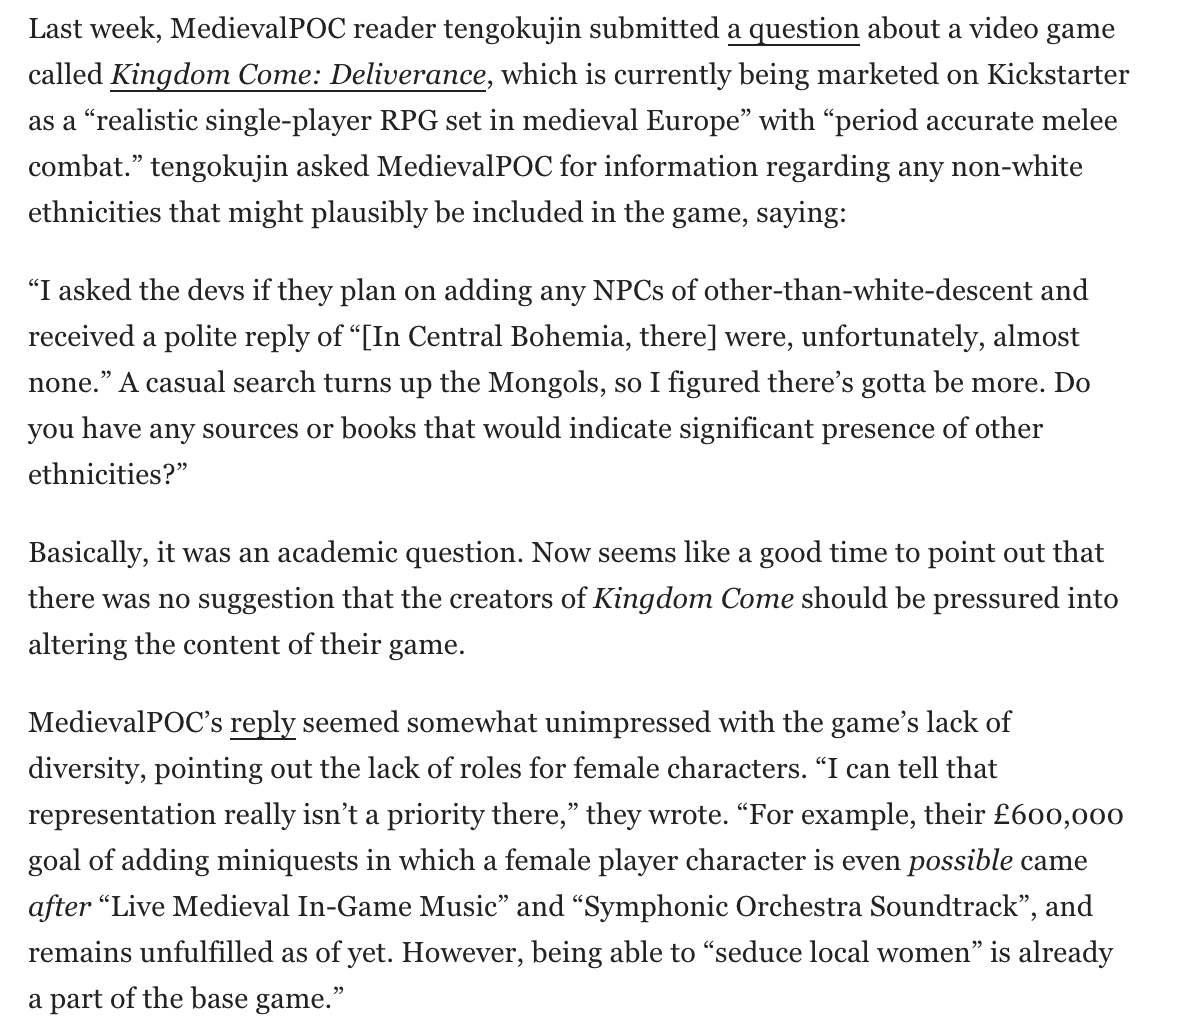 Last week, MedievalPOC reader tengokujin submitted a question about a video game
called Kingdom Come: Deliverance, which is currently being marketed on Kickstarter
as a “realistic single-player RPG set in medieval Europe” with “period accurate melee
combat.” tengokujin asked MedievalPOC for information regarding any non-white
ethnicities that might plausibly be included in the game, saying:
“I asked the devs if they plan on adding any NPCs of other-than-white-descent and
received a polite reply of “[In Central Bohemia, there] were, unfortunately, almost
none.” A casual search turns up the Mongols, so I figured there’s gotta be more. Do
you have any sources or books that would indicate significant presence of other
ethnicities?”
Basically, it was an academic question. Now seems like a good time to point out that
there was no suggestion that the creators of Kingdom Come should be pressured into
altering the content of their game.
MedievalPOC’s reply seemed somewhat unimpressed with the game’s lack of
diversity, pointing out the lack of roles for female characters. “I can tell that
representation really isn’t a priority there,” they wrote. “For example, their £600,000
goal of adding miniquests in which a female player character is even possible came
after “Live Medieval In-Game Music” and “Symphonic Orchestra Soundtrack”, and
remains unfulfilled as of yet. However, being able to “seduce local women” is already
a part of the base game.”